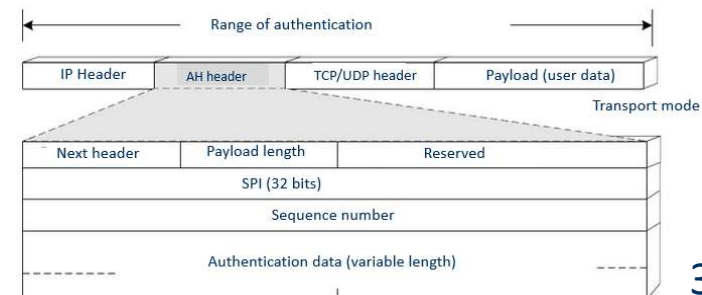 Range of authentication
IP Header AH header TCP/UDP header Payload (user data)
Transport mode
Next header Payload length Reserved
SPI (32 bits)
Sequence number
Authentication data (variable length)
3